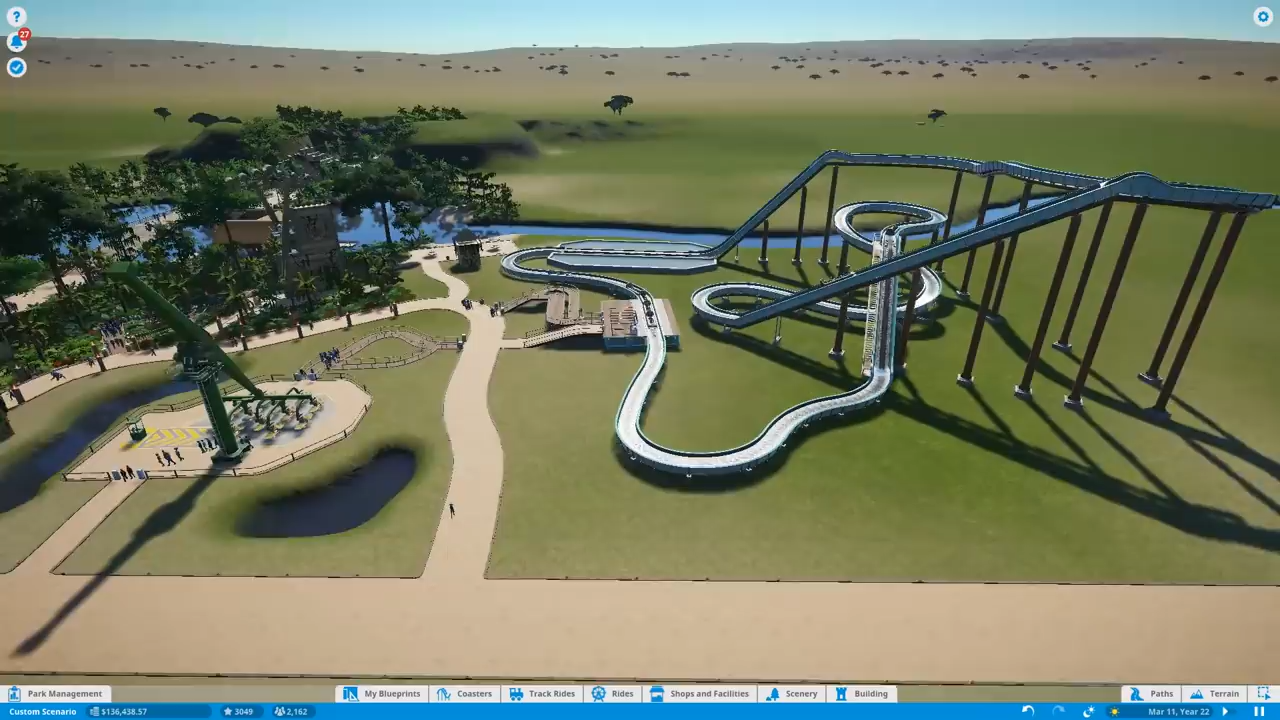 ?
27
Park Management
My Blueprints
Coasters
Track Rides
Rides
Shops and Facilities
Scenery
Building
Paths
Terrain
Custom Scenario
$136,438.57
3049
2,162
Mar 11, Year 22